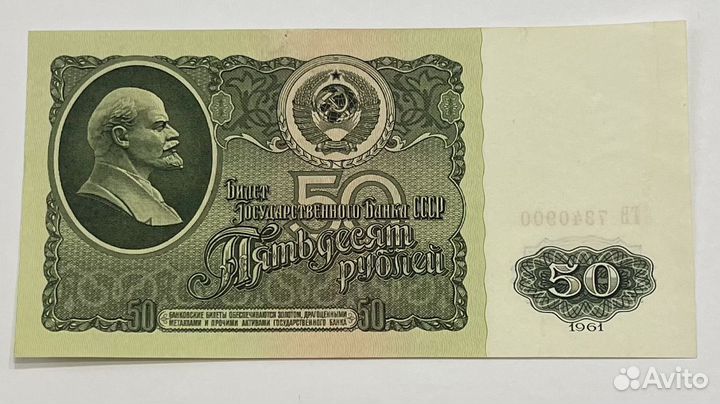 Билет
50
Государственного Банка СССР
Пятьдесят
рублей
50
БАНКОВСКИЕ БИЛЕТЫ ОБЕСПЕЧИВАЮТСЯ ЗОЛОТОМ, ДРАГОЦЕННЫМИ
МЕТАЛЛАМИ И ПРОЧИМИ АКТИВАМИ ГОСУДАРСТВЕННОГО БАНКА
50
ГВ 7340900
50
1961
Avito